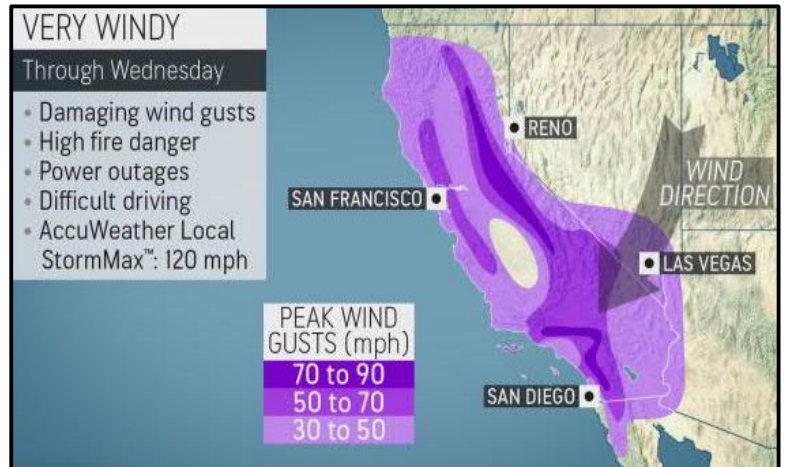 VERY WINDY
Through Wednesday
• Damaging wind gusts
• High fire danger
• Power outages
• Difficult driving
• AccuWeather Local
StormMax™: 120 mph
RENO
WIND
DIRECTION
SAN FRANCISCO
LAS VEGAS
PEAK WIND
GUSTS (mph)
70 to 90
50 to 70
30 to 50
SAN DIEGO